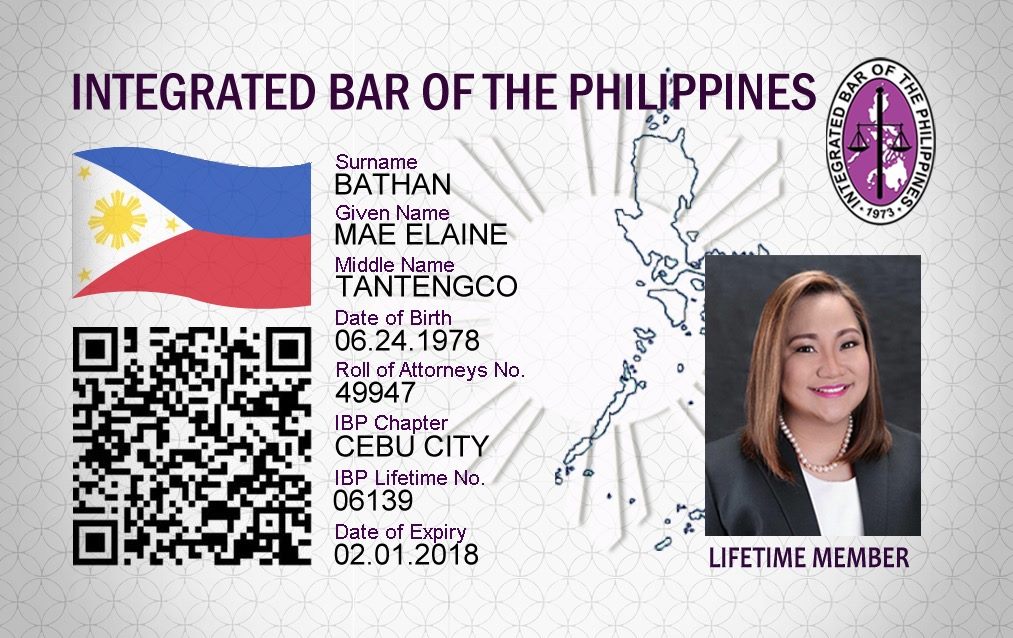 INTEGRATED BAR OF THE PHILIPPINES
INTEGRATED BAR OF THE PHILIPPINES
• 1973 •
Surname
BATHAN
Given Name
MAE ELAINE
Middle Name
TANTENGCO
Date of Birth
06.24.1978
Roll of Attorneys No.
49947
IBP Chapter
CEBU CITY
IBP Lifetime No.
06139
Date of Expiry
02.01.2018
LIFETIME MEMBER